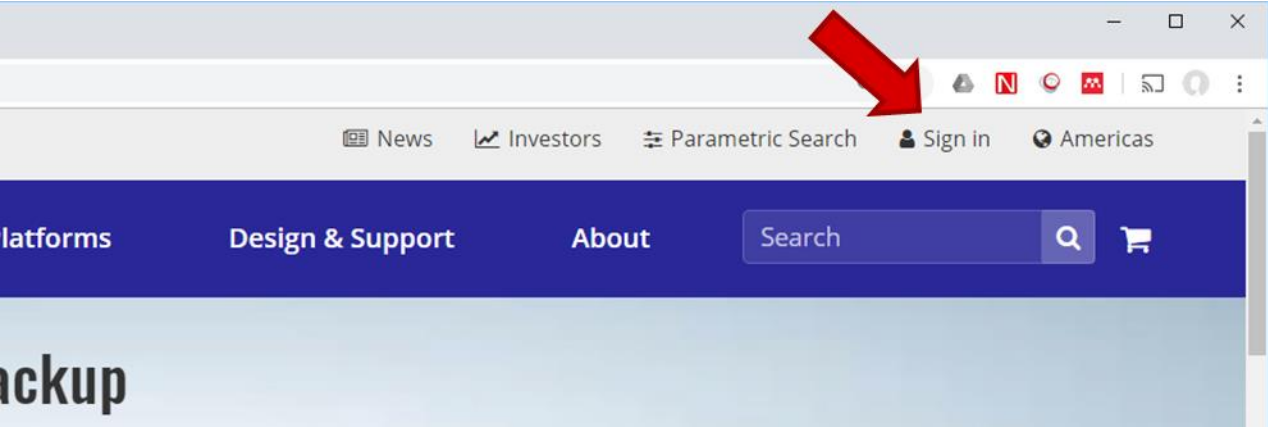 News Investors Parametric Search Sign in Americas
latforms Design & Support About Search
ackup